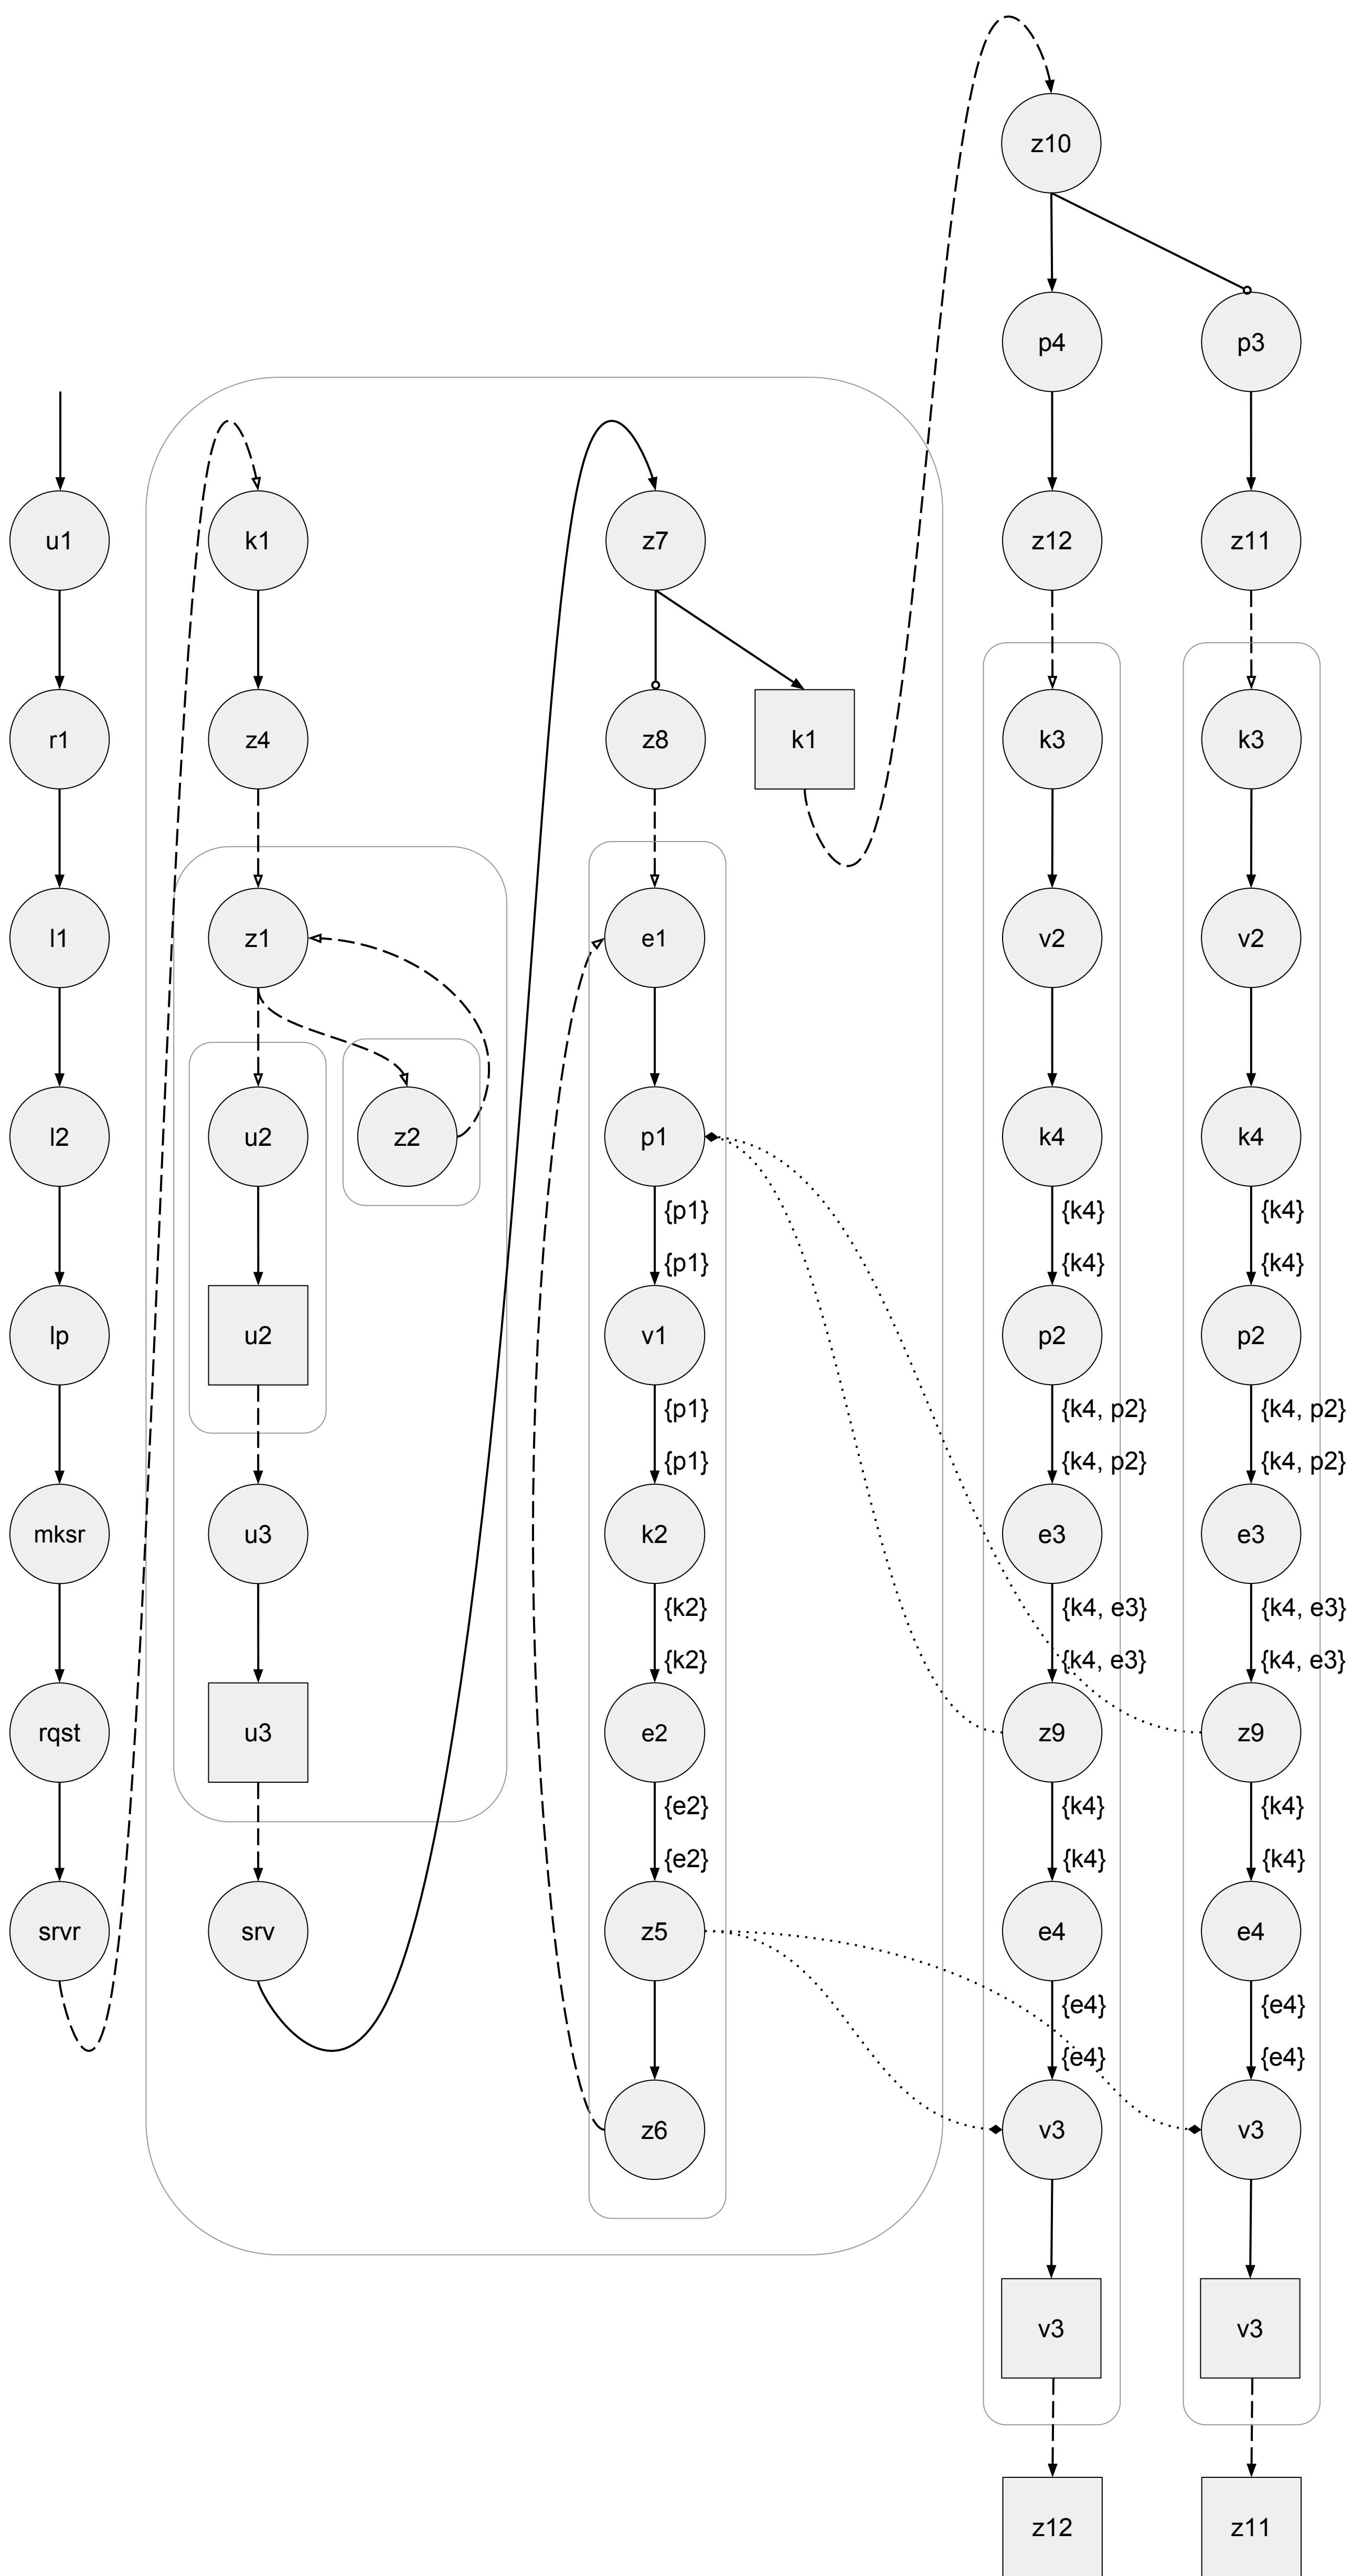 z10
p4 p3
u1 k1 z7 z12 z11
r1 z4 z8 k1 k3 k3
l1 z1 e1 v2 v2
l2 u2 z2 p1 k4 k4
{p1} {k4} {k4}
{p1} {k4} {k4}
lp u2 v1 p2 p2
{p1} {k4, p2} {k4, p2}
{p1} {k4, p2} {k4, p2}
mksr u3 k2 e3 e3
{k2} {k4, e3} {k4, e3}
{k2} {k4, e3} {k4, e3}
rqst u3 e2 z9 z9
{e2} {k4} {k4}
{e2} {k4} {k4}
srvr srv z5 e4 e4
{e4} {e4}
{e4} {e4}
z6 v3 v3
v3 v3
z12 z11